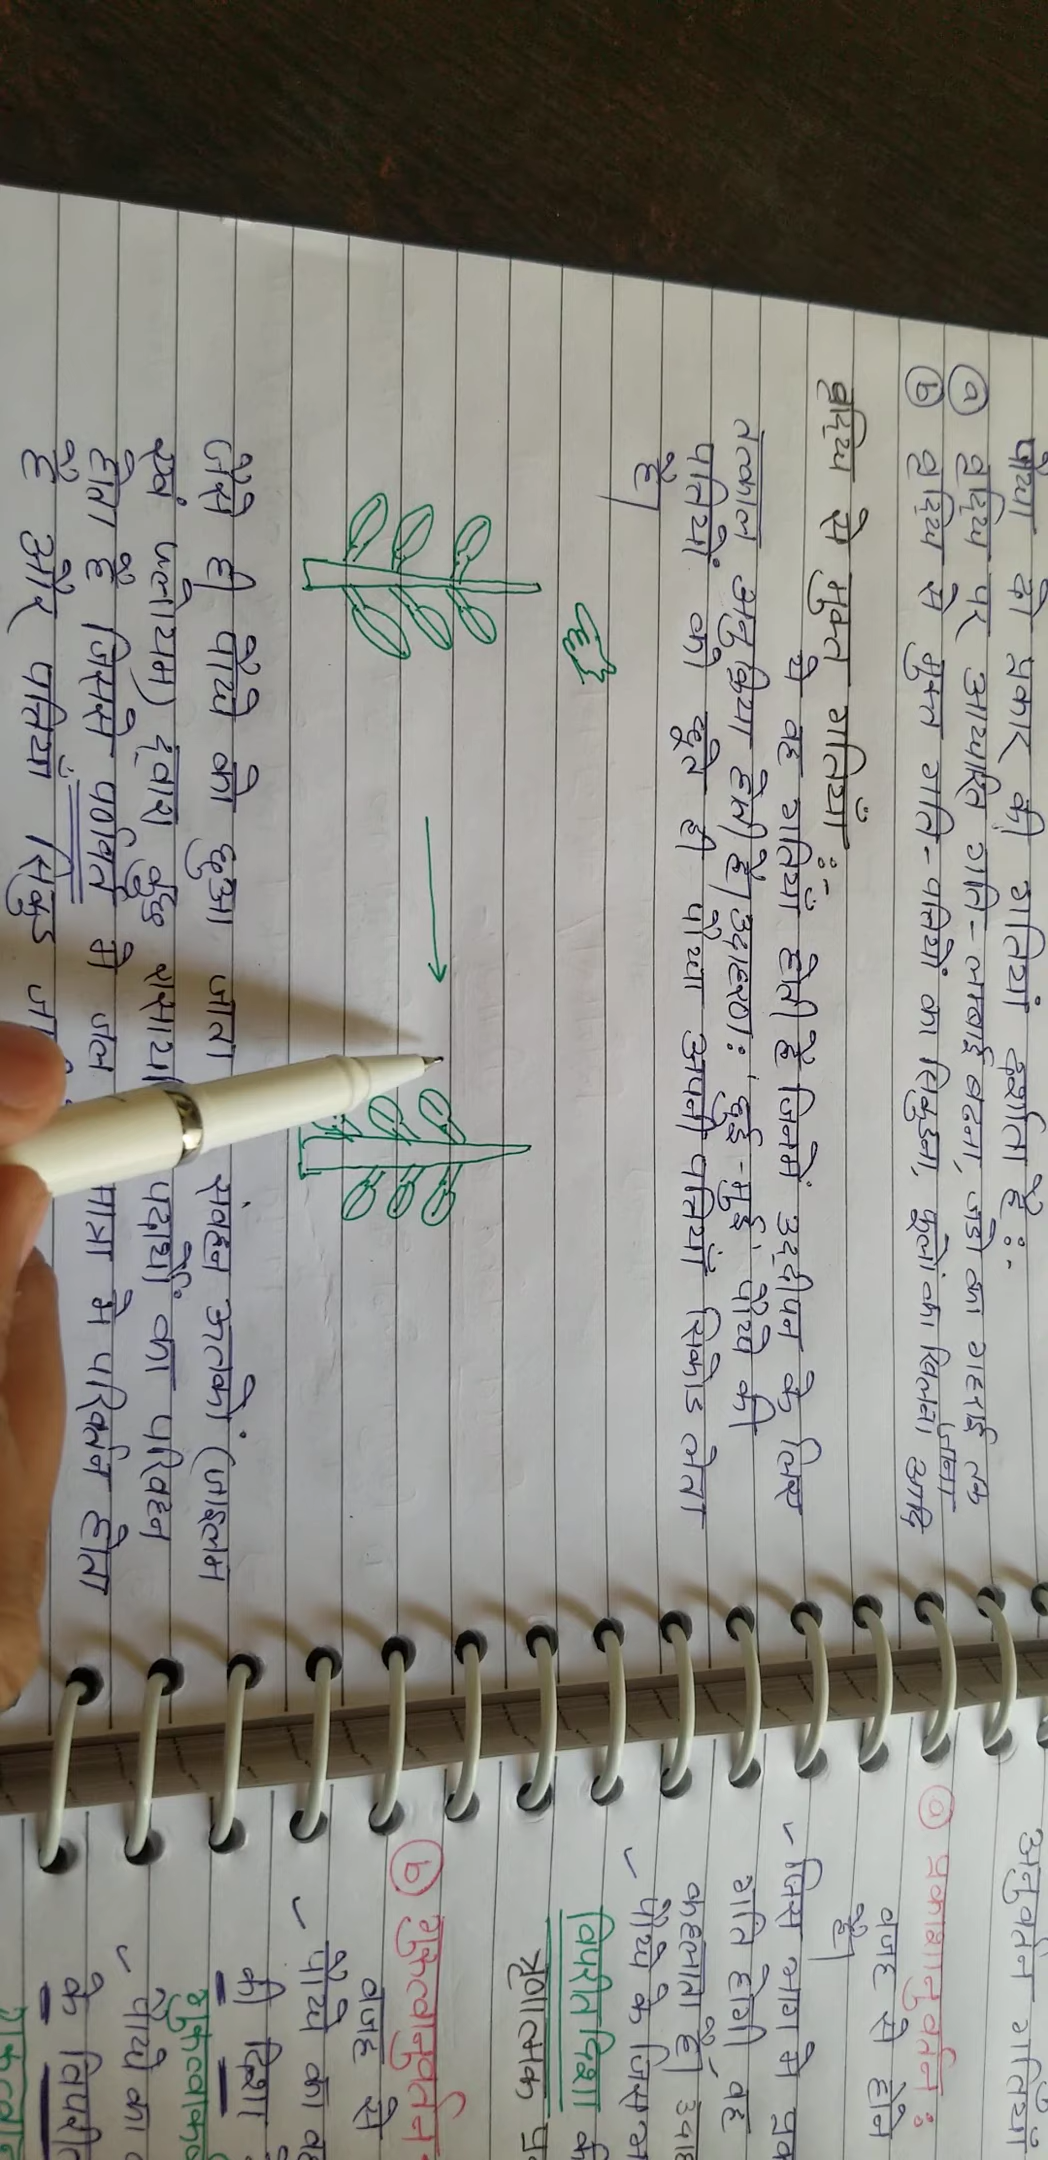 पौधा दो प्रकार की गतियां दर्शाता है :-
ⓐ वृद्धि पर आधारित गति - लम्बाई बढ़ना, जड़ो का गहराई तक जाना
ⓑ वृद्धि से मुक्त गति - पत्तियों का सिकुड़ना, फूलों का खिलना आदि
वृद्धि से मुक्त गतियाँ :-
ये वह गतियाँ होती हैं जिनमें उद्दीपन के लिए
तत्काल अनुक्रिया होती है। उदाहरण: 'छुई-मुई' पौधे की
पत्तियों को छूते ही पौधा अपनी पत्तियाँ सिकोड लेता
है।
जैसे ही पौधे को छुआ जाता संवहन ऊतकों (जाइलम
एवं फ्लोयम) द्वारा कुछ पदार्थों का परिवहन
होता है जिससे पर्णवृंत में जल मात्रा में परिवर्तन होता
है और पत्तियाँ सिकुड
अनुवर्तन गतियाँ
ⓐ प्रकाशानुवर्तन :
वजह से होने
है।
✓ जिस भाग में
गति होगी वह
कहलाता है।
✓ पौधे के जिस
विपरीत दिशा
ऋणात्मक
ⓑ गुरुत्वानुवर्तन
वजह से
✓ पौधे का वह
की दिशा
✓ पौधे का
के विपरीत